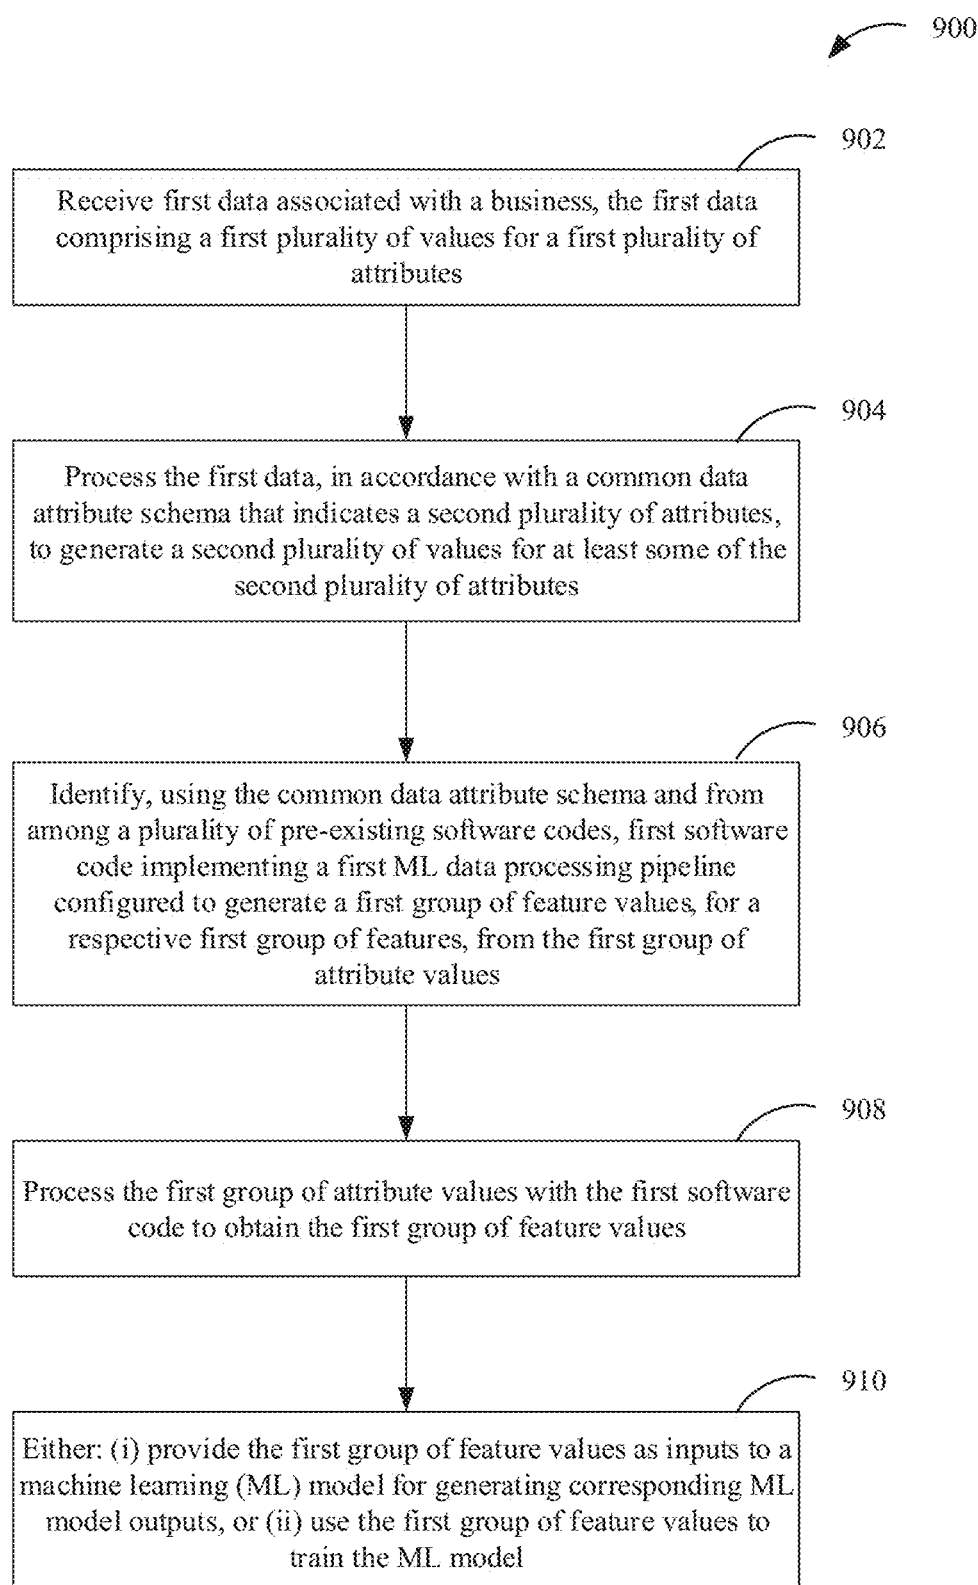 900
902
Receive first data associated with a business, the first data
comprising a first plurality of values for a first plurality of
attributes
904
Process the first data, in accordance with a common data
attribute schema that indicates a second plurality of attributes,
to generate a second plurality of values for at least some of the
second plurality of attributes
906
Identify, using the common data attribute schema and from
among a plurality of pre-existing software codes, first software
code implementing a first ML data processing pipeline
configured to generate a first group of feature values, for a
respective first group of features, from the first group of
attribute values
908
Process the first group of attribute values with the first software
code to obtain the first group of feature values
910
Either: (i) provide the first group of feature values as inputs to a
machine learning (ML) model for generating corresponding ML
model outputs, or (ii) use the first group of feature values to
train the ML model